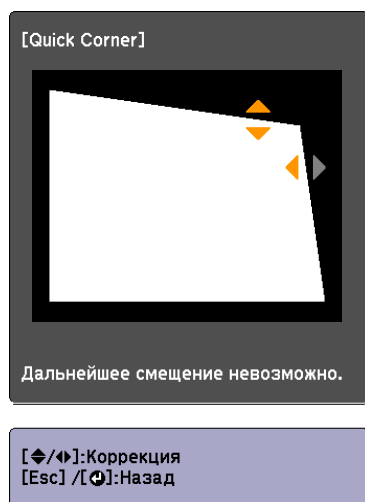 [Quick Corner]
Дальнейшее смещение невозможно.
[◆/◆]:Коррекция
[Esc] /[↵]:Назад